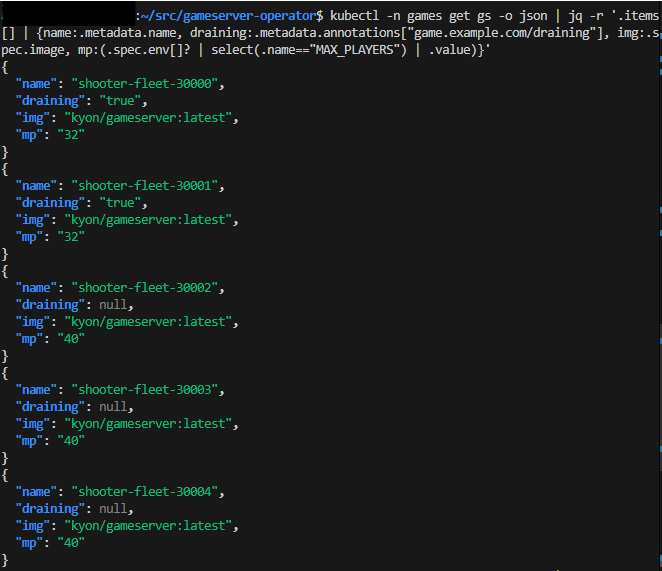 :~/src/gameserver-operator$ kubectl -n games get gs -o json | jq -r '.items
[] | {name:.metadata.name, draining:.metadata.annotations["game.example.com/draining"], img:.s
pec.image, mp:(.spec.env[]? | select(.name=="MAX_PLAYERS") | .value)}'
{
  "name": "shooter-fleet-30000",
  "draining": "true",
  "img": "kyon/gameserver:latest",
  "mp": "32"
}
{
  "name": "shooter-fleet-30001",
  "draining": "true",
  "img": "kyon/gameserver:latest",
  "mp": "32"
}
{
  "name": "shooter-fleet-30002",
  "draining": null,
  "img": "kyon/gameserver:latest",
  "mp": "40"
}
{
  "name": "shooter-fleet-30003",
  "draining": null,
  "img": "kyon/gameserver:latest",
  "mp": "40"
}
{
  "name": "shooter-fleet-30004",
  "draining": null,
  "img": "kyon/gameserver:latest",
  "mp": "40"
}